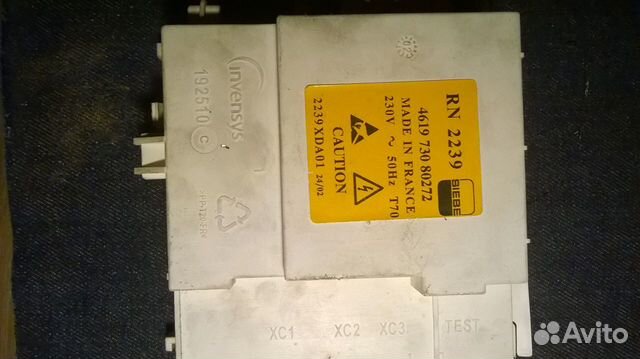 invensys
192510 C
RN 2239
SIEBE
4619 730 80272
MADE IN FRANCE
230V ~ 50Hz T70
CAUTION
2239XDA01 24/02
XC1 XC2 XC3 TEST
Avito